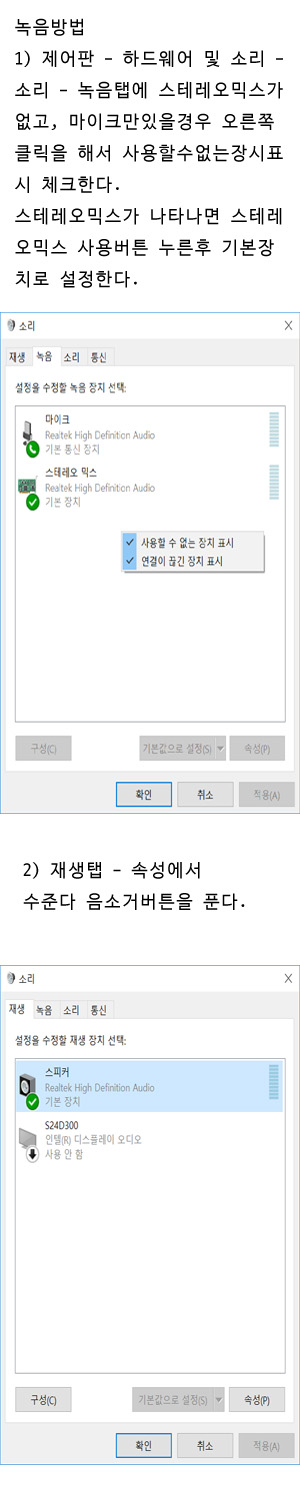 녹음방법
1) 제어판 - 하드웨어 및 소리 -
소리 - 녹음탭에 스테레오믹스가
없고, 마이크만있을경우 오른쪽
클릭을 해서 사용할수없는장치표
시 체크한다.
스테레오믹스가 나타나면 스테레
오믹스 사용버튼 누른후 기본장
치로 설정한다.
소리
재생 녹음 소리 통신
설정을 수정할 녹음 장치 선택:
마이크
Realtek High Definition Audio
기본 통신 장치
스테레오 믹스
Realtek High Definition Audio
기본 장치
사용할 수 없는 장치 표시
연결이 끊긴 장치 표시
구성(C) 기본값으로 설정(S) 속성(P)
확인 취소 적용(A)
2) 재생탭 - 속성에서
수준다 음소거버튼을 푼다.
소리
재생 녹음 소리 통신
설정을 수정할 재생 장치 선택:
스피커
Realtek High Definition Audio
기본 장치
S24D300
인텔(R) 디스플레이 오디오
사용 안 함
구성(C) 기본값으로 설정(S) 속성(P)
확인 취소 적용(A)